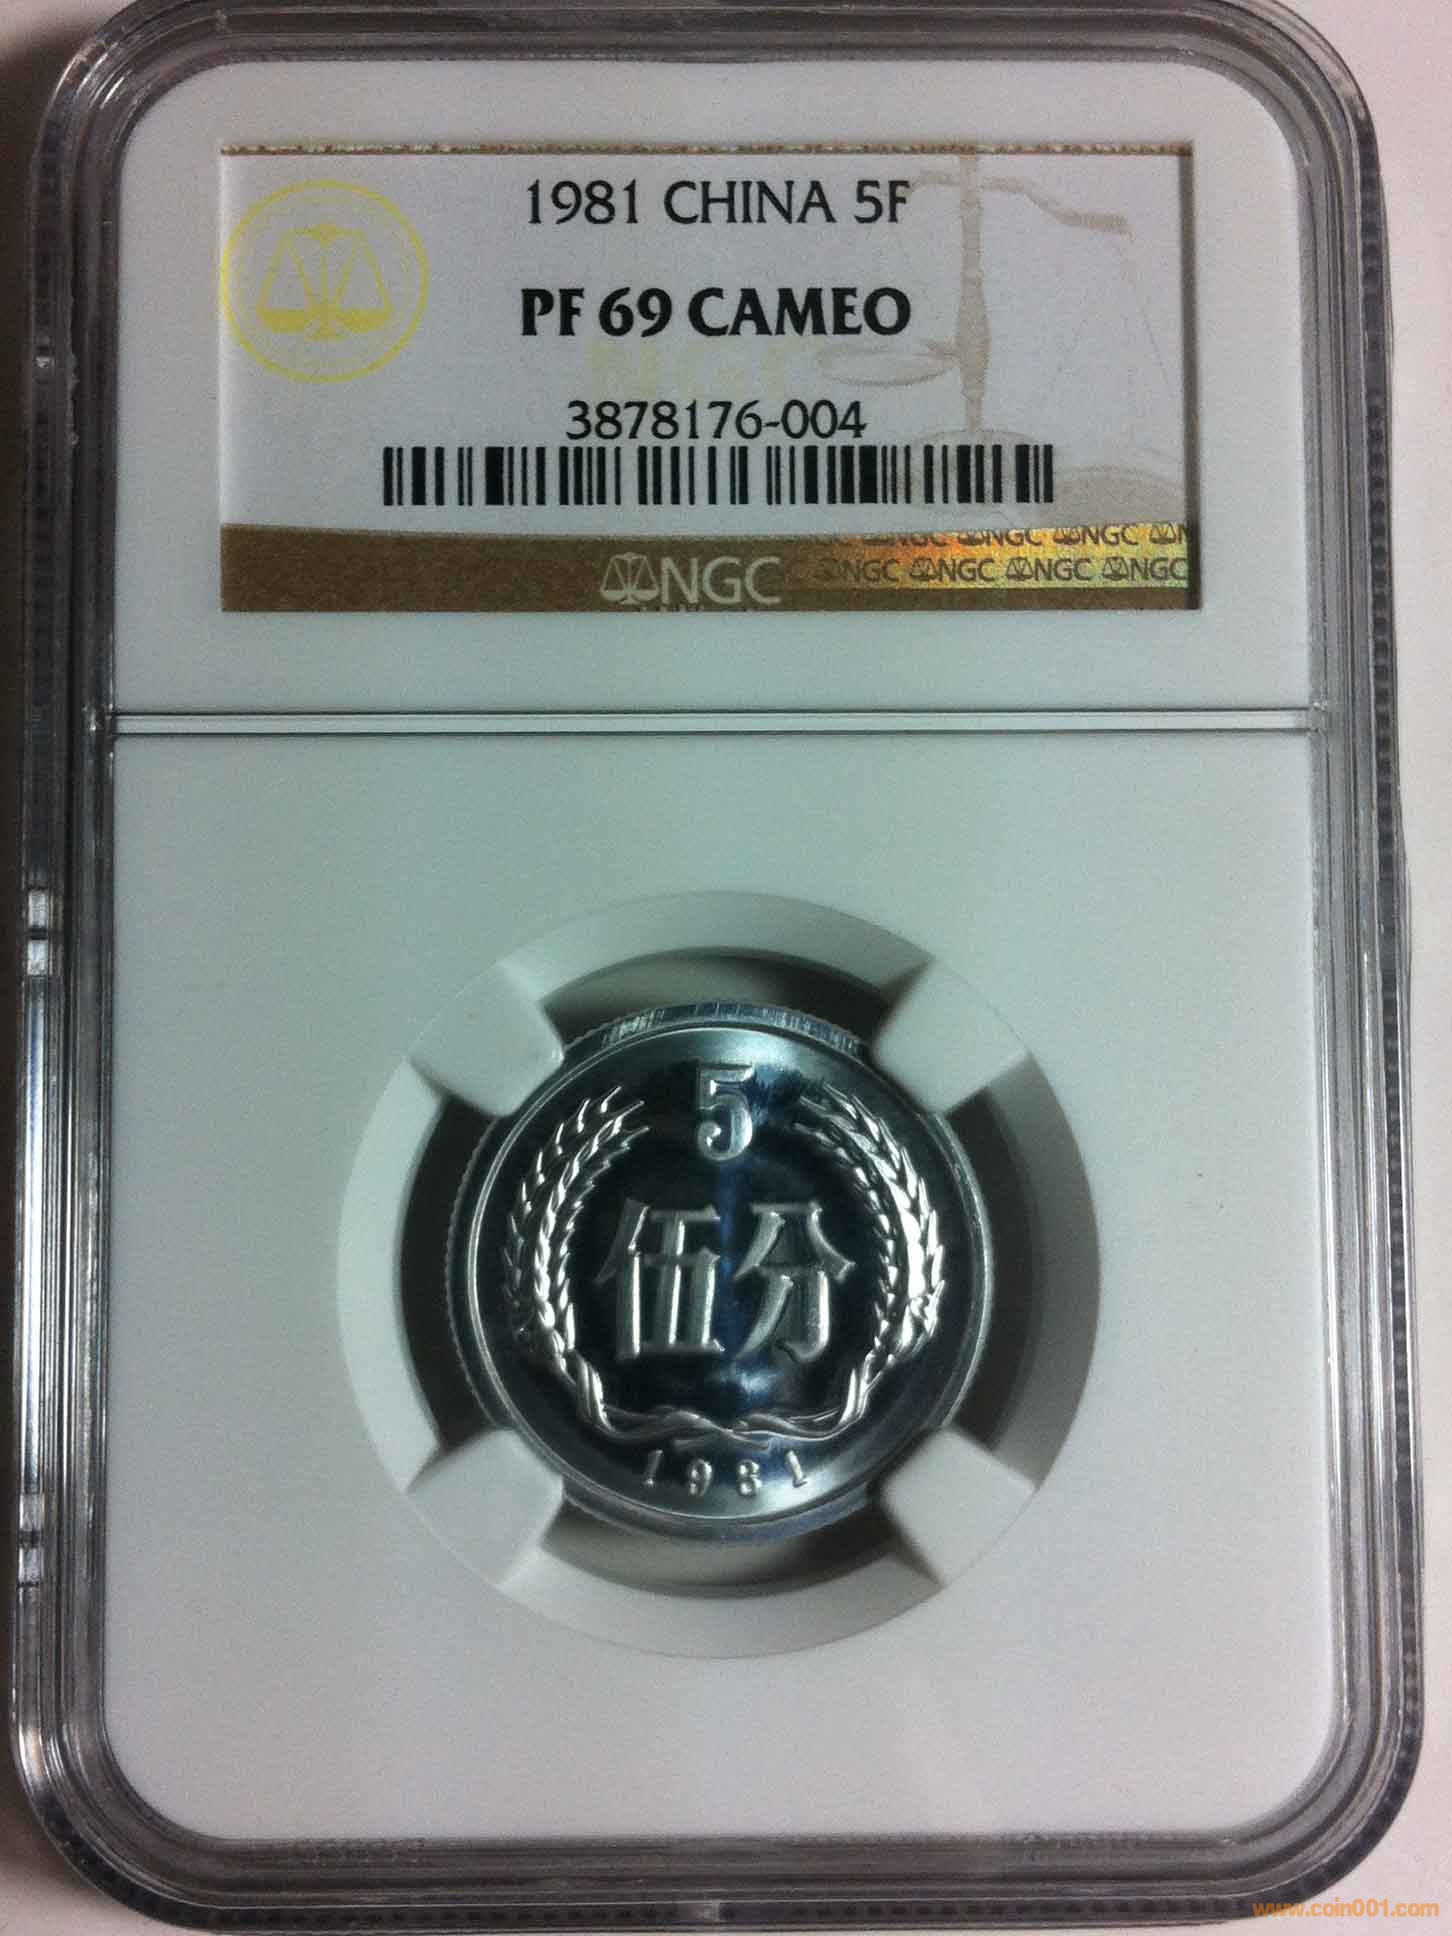 1981 CHINA 5F
PF 69 CAMEO
NGC
3878176-004
NGC NGC NGC
NGC NGC NGC NGC NGC
5
伍分
1981
www.coin001.com